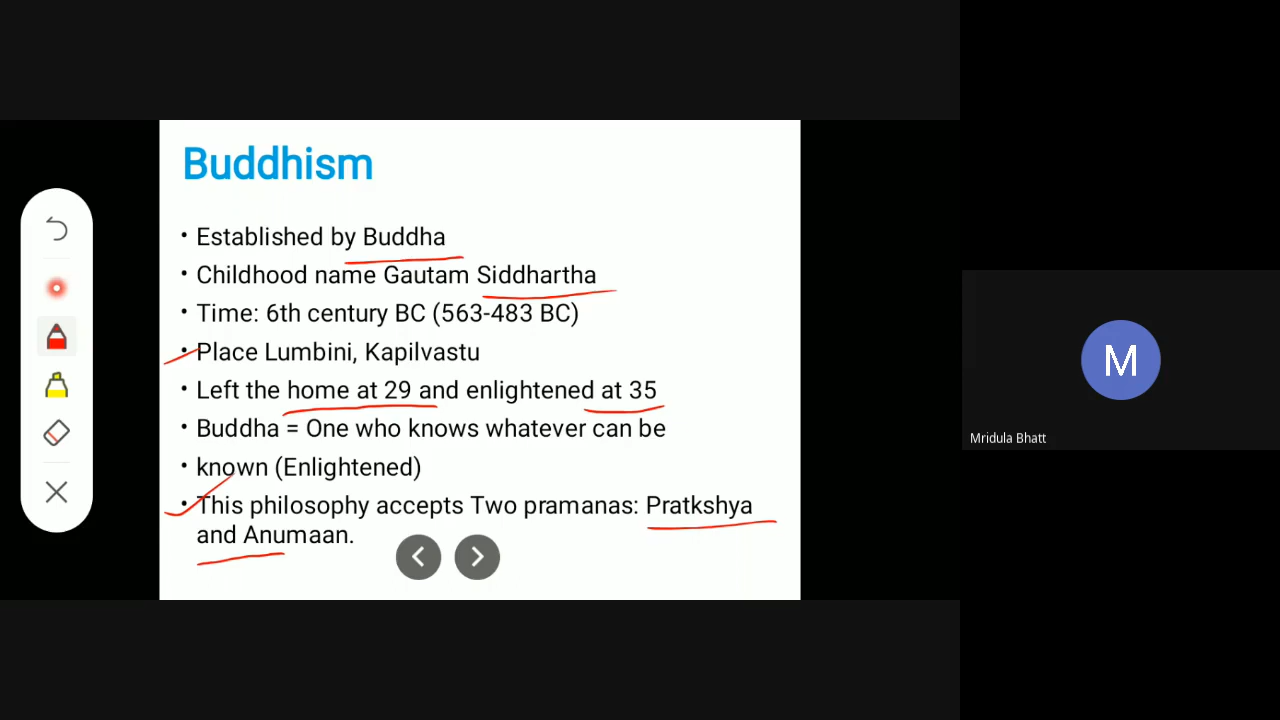 Buddhism
• Established by Buddha
• Childhood name Gautam Siddhartha
• Time: 6th century BC (563-483 BC)
• Place Lumbini, Kapilvastu
• Left the home at 29 and enlightened at 35
• Buddha = One who knows whatever can be
• known (Enlightened)
• This philosophy accepts Two pramanas: Pratkshya
and Anumaan.
M
Mridula Bhatt